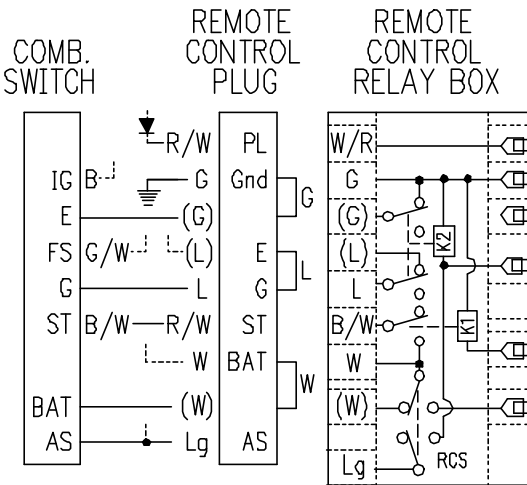 COMB.
SWITCH
REMOTE
CONTROL
PLUG
REMOTE
CONTROL
RELAY BOX
R/W PL W/R
IG B G Gnd G G
E (G) (G)
FS G/W (L) E L (L)
G L G L
ST B/W R/W ST B/W
W BAT W W
BAT (W) (W)
AS Lg AS Lg
K2
K1
RCS